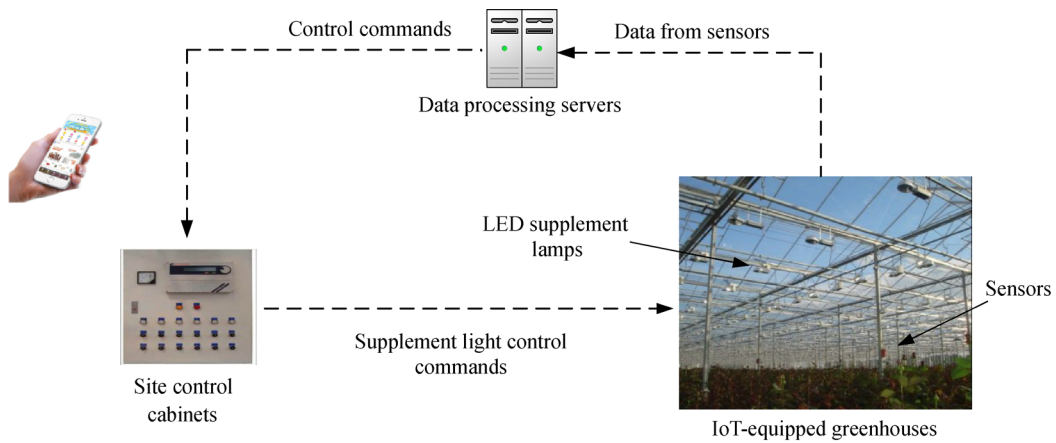 Control commands
Data from sensors
Data processing servers
LED supplement
lamps
Sensors
Supplement light control
commands
Site control
cabinets
IoT-equipped greenhouses